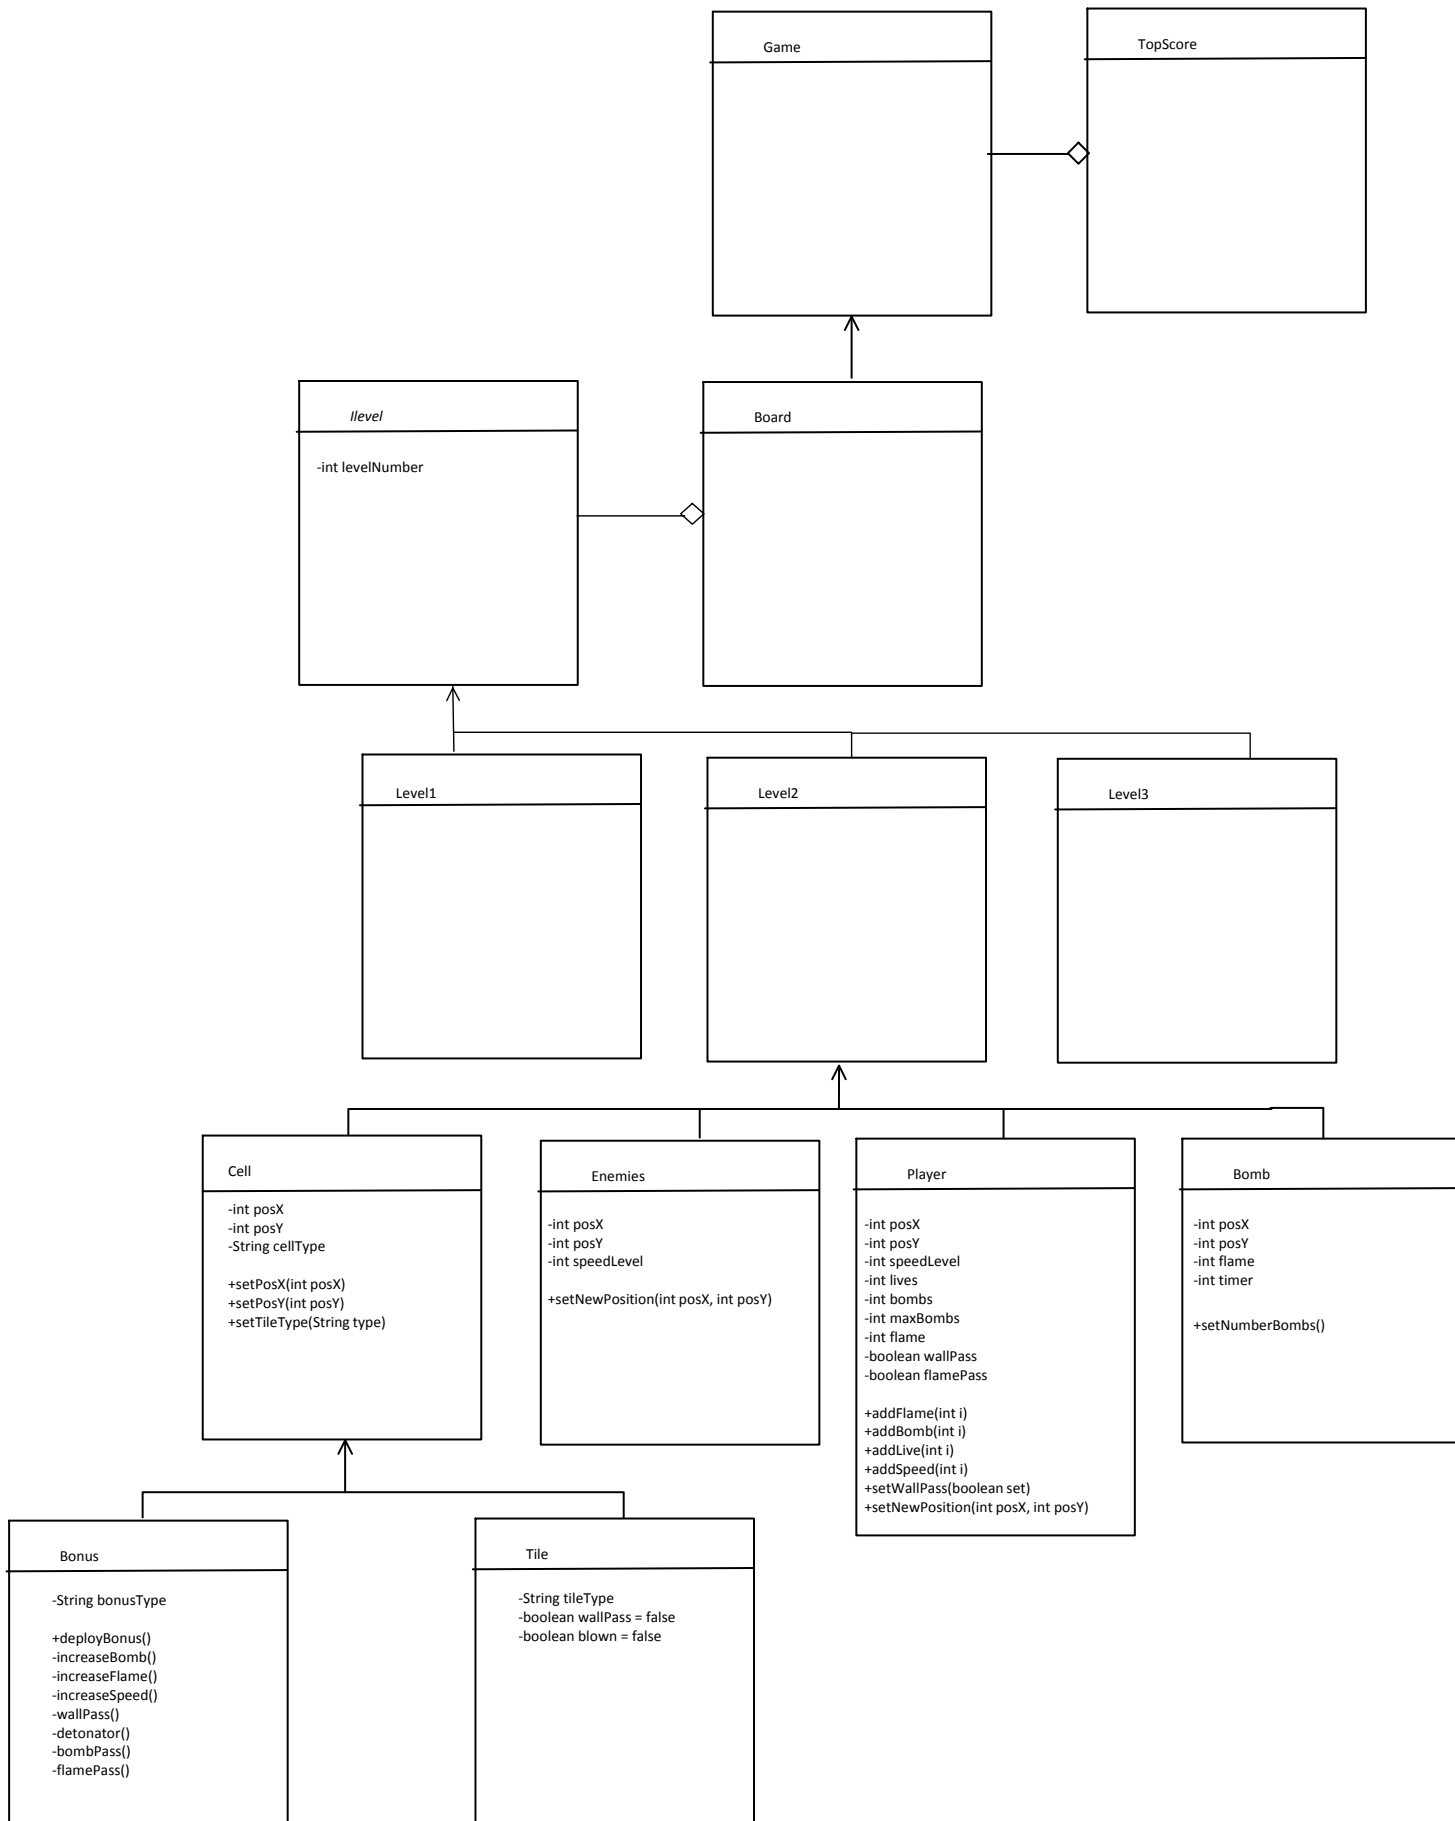 Game
TopScore
Ilevel
-int levelNumber
Board
Level1
Level2
Level3
Cell
-int posX
-int posY
-String cellType
+setPosX(int posX)
+setPosY(int posY)
+setTileType(String type)
Enemies
-int posX
-int posY
-int speedLevel
+setNewPosition(int posX, int posY)
Player
-int posX
-int posY
-int speedLevel
-int lives
-int bombs
-int maxBombs
-int flame
-boolean wallPass
-boolean flamePass
+addFlame(int i)
+addBomb(int i)
+addLive(int i)
+addSpeed(int i)
+setWallPass(boolean set)
+setNewPosition(int posX, int posY)
Bomb
-int posX
-int posY
-int flame
-int timer
+setNumberBombs()
Bonus
-String bonusType
+deployBonus()
-increaseBomb()
-increaseFlame()
-increaseSpeed()
-wallPass()
-detonator()
-bombPass()
-flamePass()
Tile
-String tileType
-boolean wallPass = false
-boolean blown = false